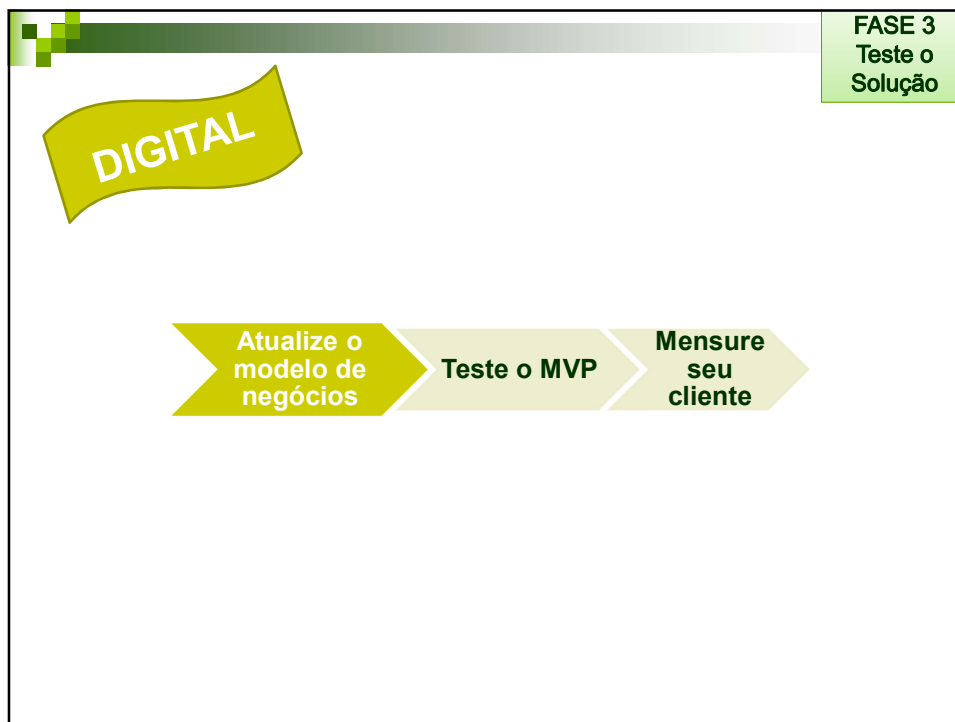 FASE 3
Teste o
Solução
DIGITAL
Atualize o
modelo de
negócios
Teste o MVP
Mensure
seu
cliente